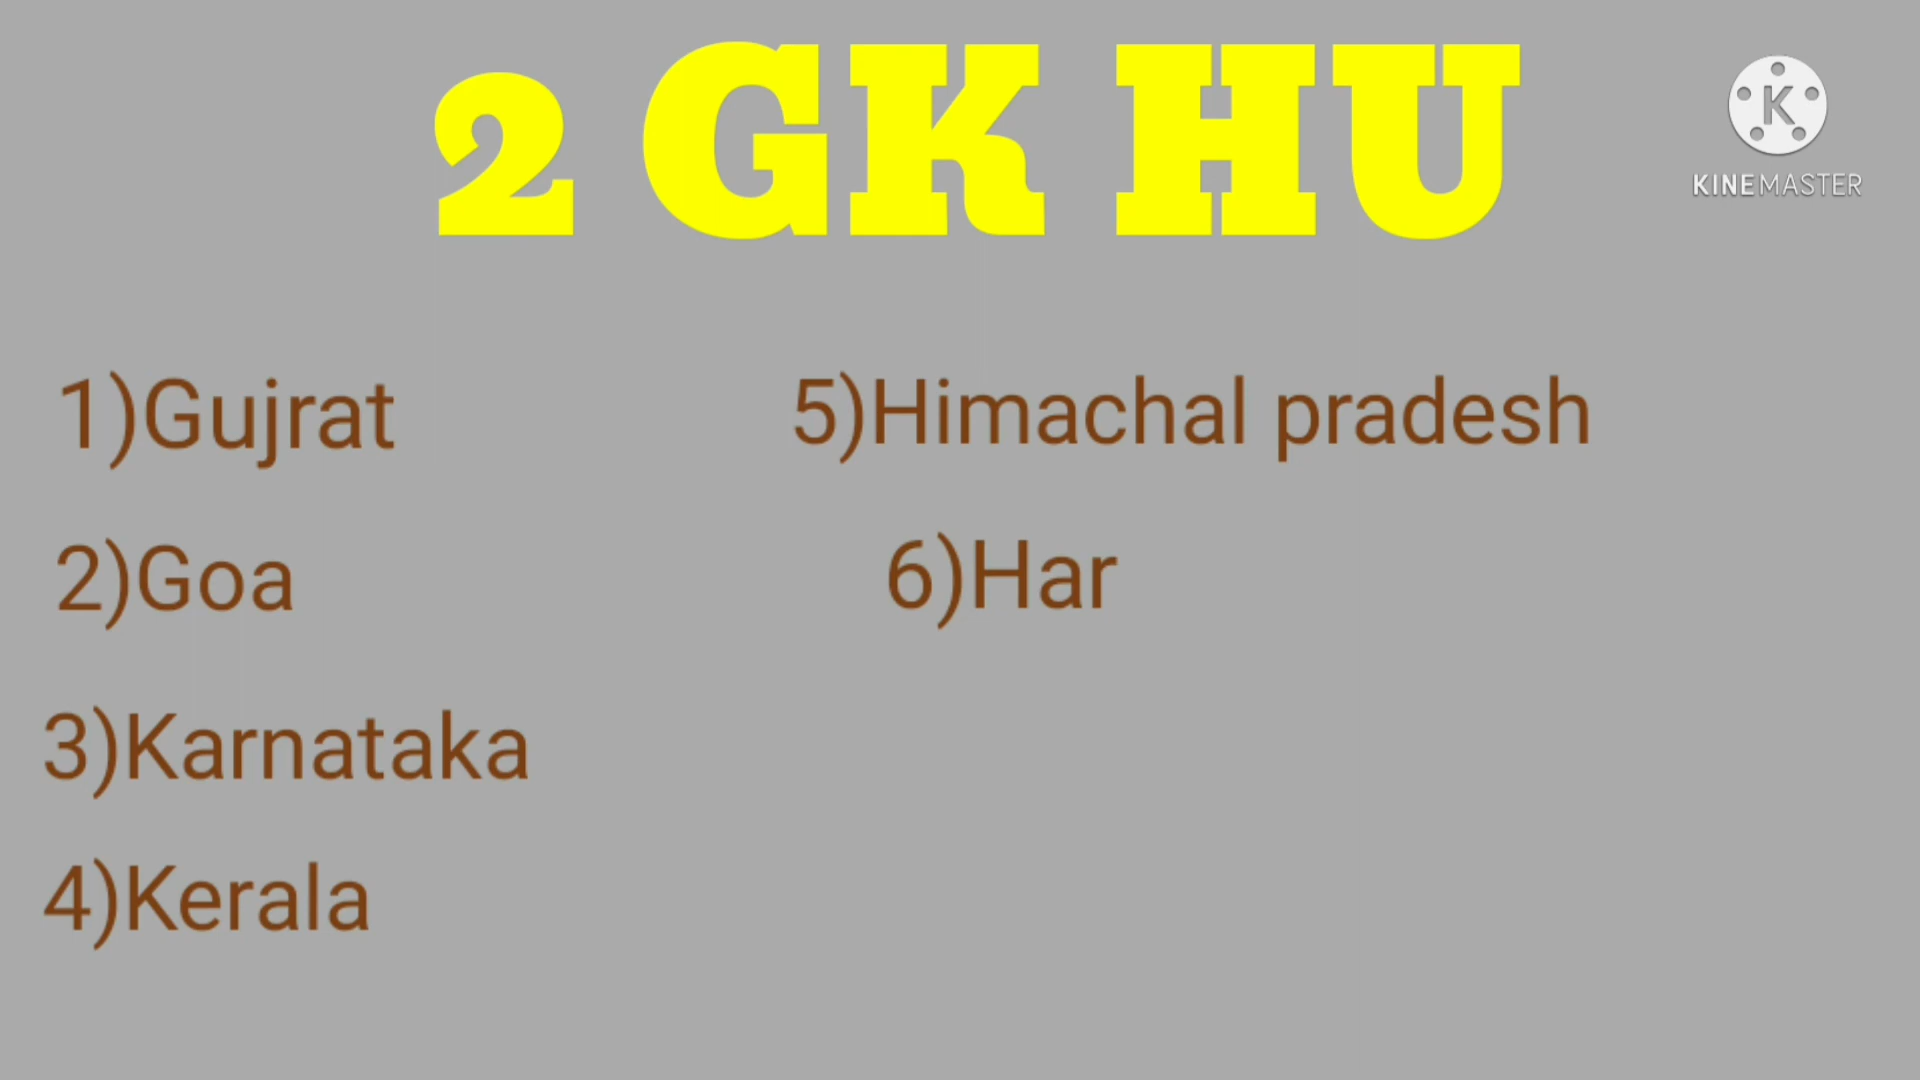 2 GK HU
KINEMASTER
1)Gujrat
2)Goa
3)Karnataka
4)Kerala
5)Himachal pradesh
6)Har